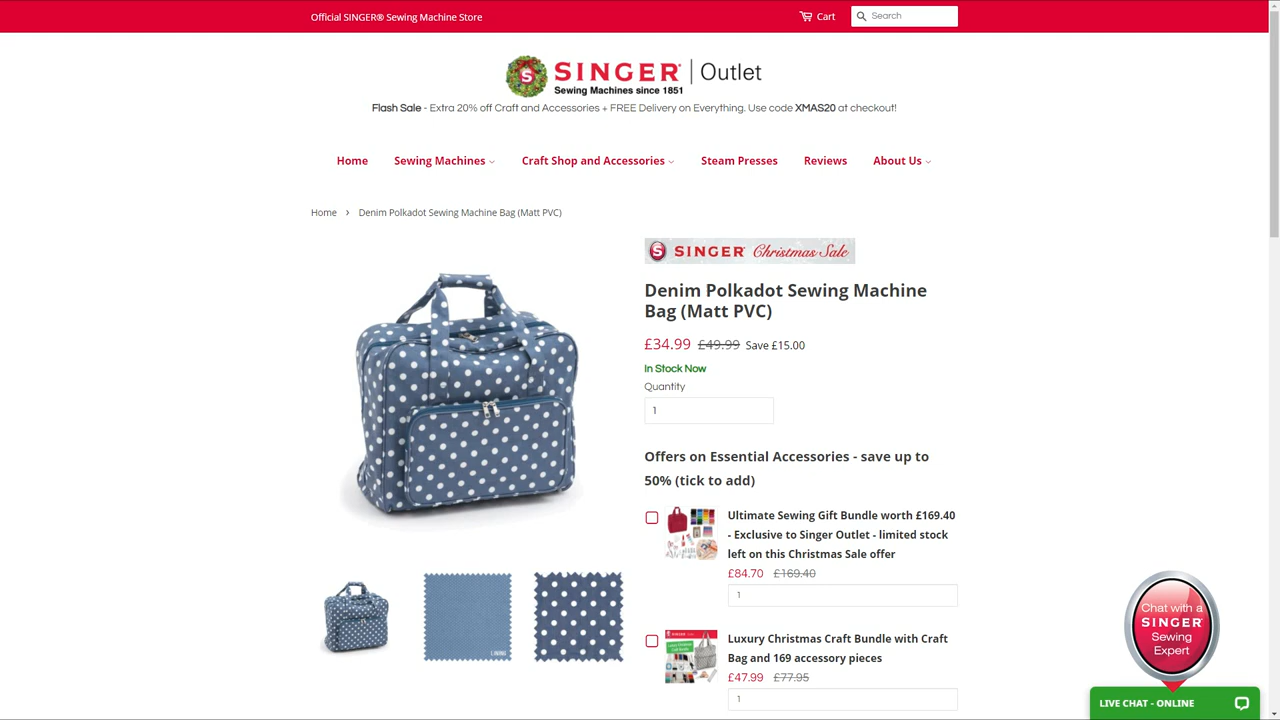 Official SINGER® Sewing Machine Store
Cart
Search
SINGER® | Outlet
Sewing Machines since 1851
Flash Sale - Extra 20% off Craft and Accessories + FREE Delivery on Everything. Use code XMAS20 at checkout!
Home
Sewing Machines
Craft Shop and Accessories
Steam Presses
Reviews
About Us
Home › Denim Polkadot Sewing Machine Bag (Matt PVC)
S SINGER® Christmas Sale
Denim Polkadot Sewing Machine
Bag (Matt PVC)
£34.99 £49.99 Save £15.00
In Stock Now
Quantity
1
Offers on Essential Accessories - save up to
50% (tick to add)
Ultimate Sewing Gift Bundle worth £169.40
- Exclusive to Singer Outlet - limited stock
left on this Christmas Sale offer
£84.70 £169.40
1
Luxury Christmas Craft Bundle with Craft
Bag and 169 accessory pieces
£47.99 £77.95
1
LINING
Chat with a
SINGER®
Sewing
Expert
LIVE CHAT - ONLINE